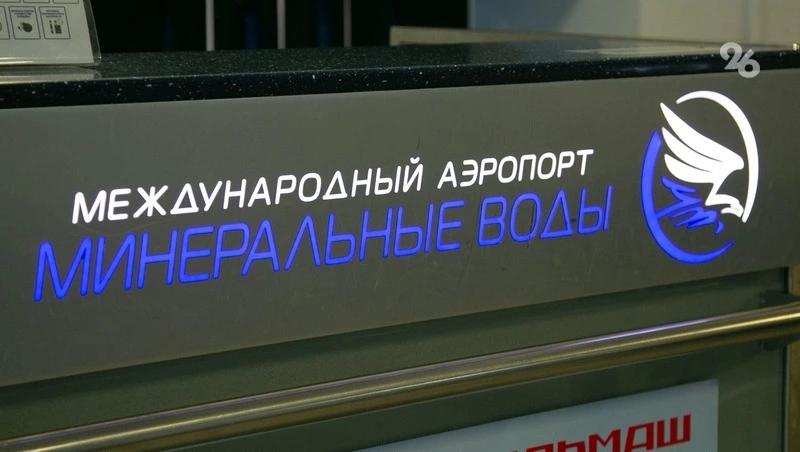 26
МЕЖДУНАРОДНЫЙ АЭРОПОРТ
МИНЕРАЛЬНЫЕ ВОДЫ